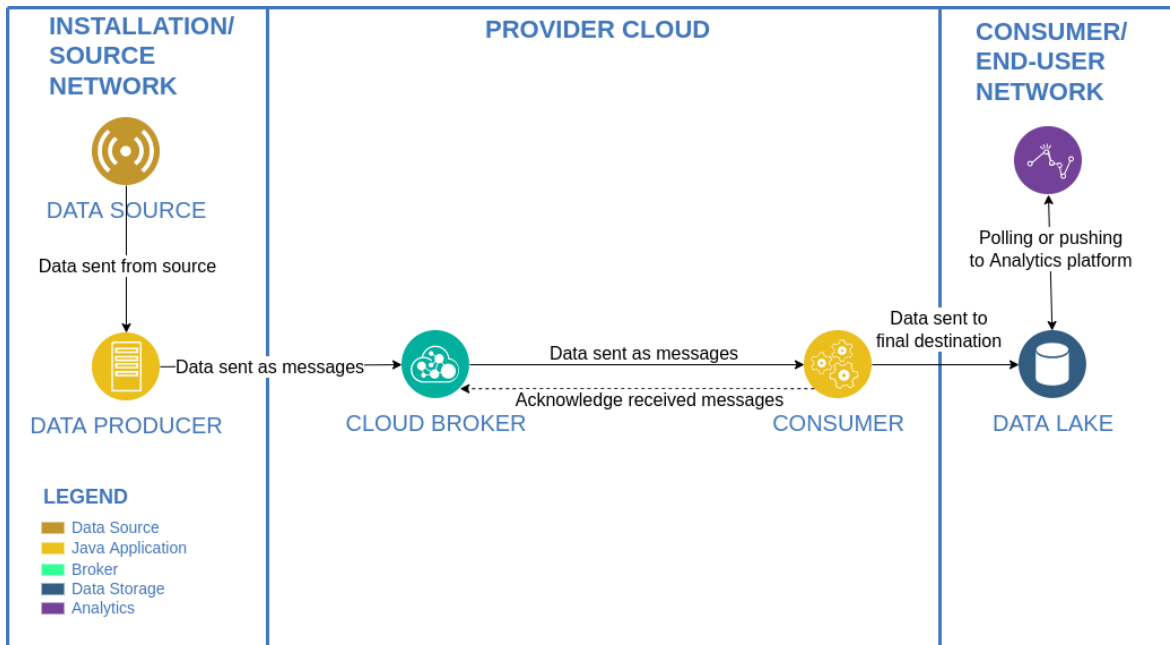 INSTALLATION/
SOURCE
NETWORK
PROVIDER CLOUD
CONSUMER/
END-USER
NETWORK
DATA SOURCE
Data sent from source
Polling or pushing
to Analytics platform
Data sent as messages
Data sent as messages
Acknowledge received messages
Data sent to
final destination
DATA PRODUCER
CLOUD BROKER
CONSUMER
DATA LAKE
LEGEND
Data Source
Java Application
Broker
Data Storage
Analytics